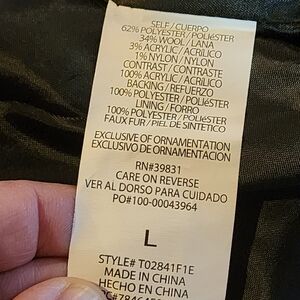 SELF/CUERPO
62% POLYESTER/POLIéSTER
34% WOOL/LANA
3% ACRYLIC/ACRÍLICO
1% NYLON/NYLON
CONTRAST/CONTRASTE
100% ACRYLIC/ACRÍLICO
BACKING/REFUERZO
100% POLYESTER/POLIéSTER
LINING/FORRO
100% POLYESTER/POLIéSTER
FAUX FUR/PIEL DE SINTETICO
EXCLUSIVE OF ORNAMENTATION
EXCLUSIVO DE ORNAMENTACION
RN#39831
CARE ON REVERSE
VER AL DORSO PARA CUIDADO
PO#100-00043964
L
STYLE# T02841F1E
MADE IN CHINA
HECHO EN CHINA